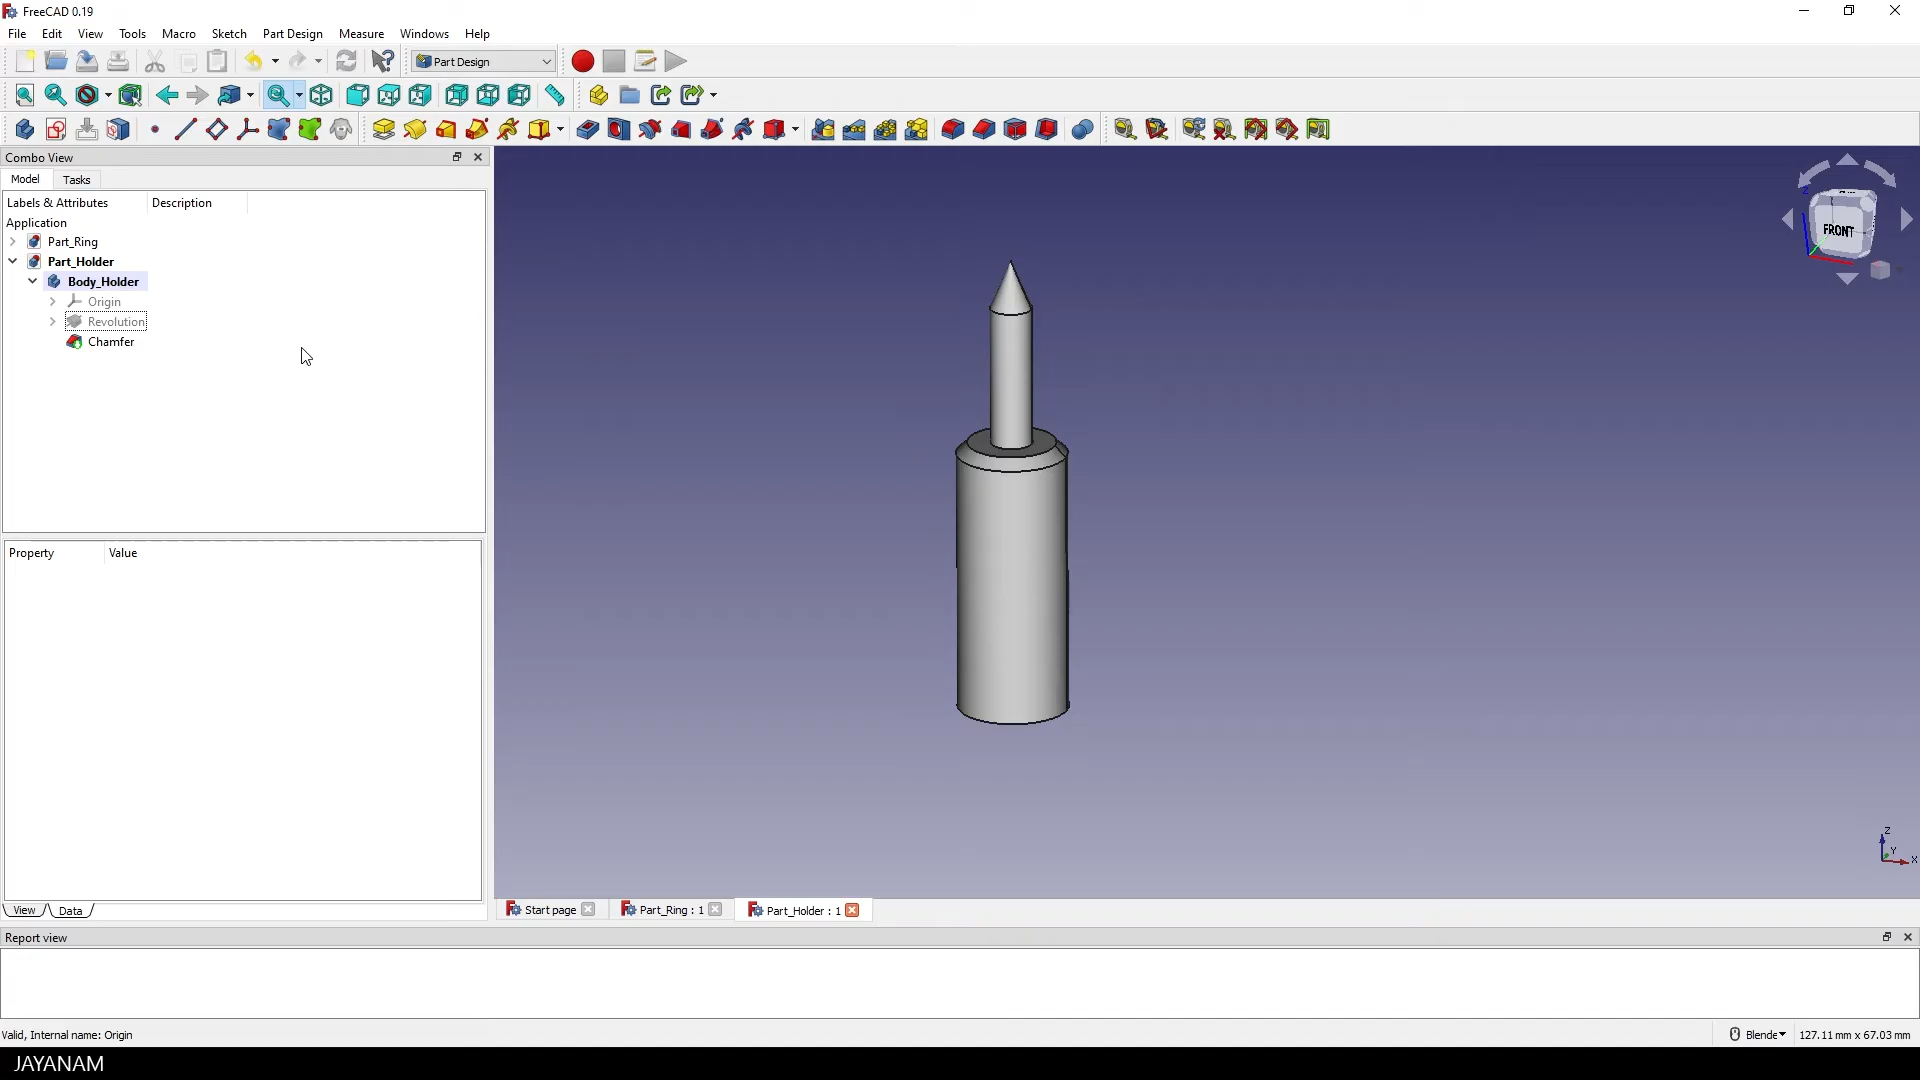 FreeCAD 0.19
File Edit View Tools Macro Sketch Part Design Measure Windows Help
Part Design
Combo View
Model Tasks
Labels & Attributes Description
Application
Part_Ring
Part_Holder
Body_Holder
Origin
Revolution
Chamfer
Property Value
View Data
FRONT
Z
Z
Y
X
Start page Part_Ring : 1 Part_Holder : 1
Report view
Valid, Internal name: Origin
Blende 127.11 mm x 67.03 mm
JAYANAM